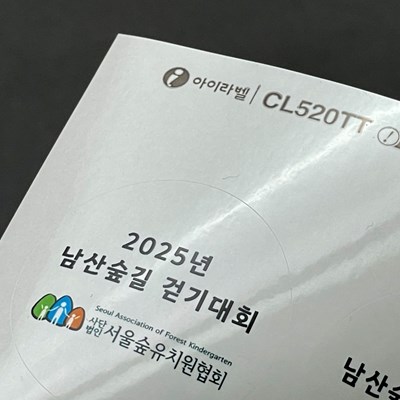 아이라벨 CL520TT
2025년
남산숲길 걷기대회
Seoul Association of Forest Kindergarten
사단법인 서울숲유치원협회
남산